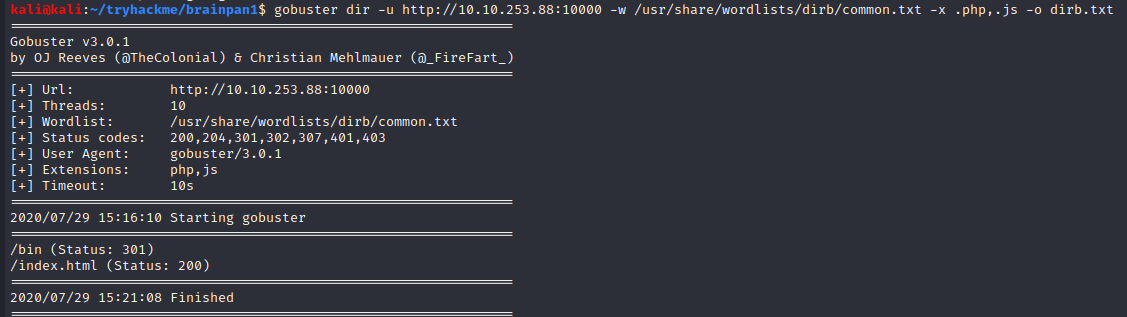 kali@kali:~/tryhackme/brainpan1$ gobuster dir -u http://10.10.253.88:10000 -w /usr/share/wordlists/dirb/common.txt -x .php,.js -o dirb.txt
===============================================================
Gobuster v3.0.1
by OJ Reeves (@TheColonial) & Christian Mehlmauer (@_FireFart_)
===============================================================
[+] Url:            http://10.10.253.88:10000
[+] Threads:        10
[+] Wordlist:       /usr/share/wordlists/dirb/common.txt
[+] Status codes:   200,204,301,302,307,401,403
[+] User Agent:     gobuster/3.0.1
[+] Extensions:     php,js
[+] Timeout:        10s
===============================================================
2020/07/29 15:16:10 Starting gobuster
===============================================================
/bin (Status: 301)
/index.html (Status: 200)
===============================================================
2020/07/29 15:21:08 Finished
===============================================================